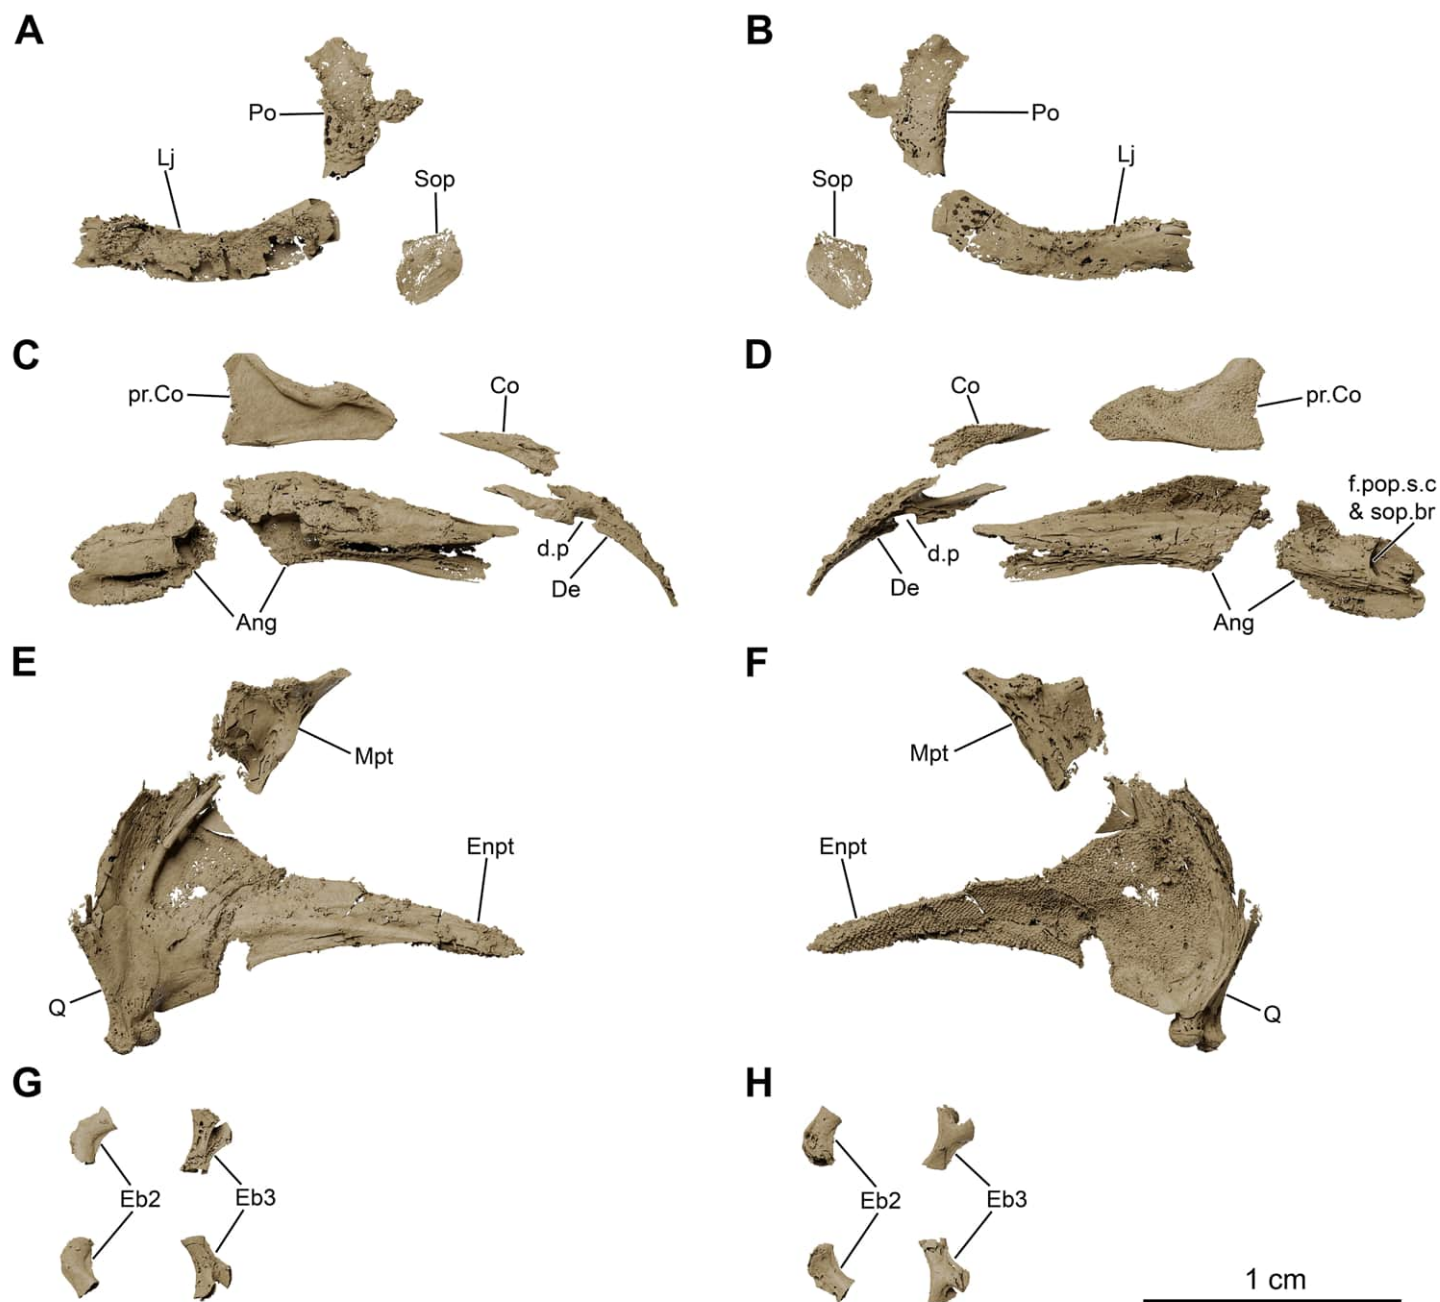 A
B
Po
Po
Lj
Lj
Sop
Sop
C
D
pr.Co
Co
Co
pr.Co
f.pop.s.c
& sop.br
d.p
De
d.p
De
Ang
Ang
E
F
Mpt
Mpt
Enpt
Enpt
Q
Q
G
H
Eb2
Eb3
Eb2
Eb3
1 cm